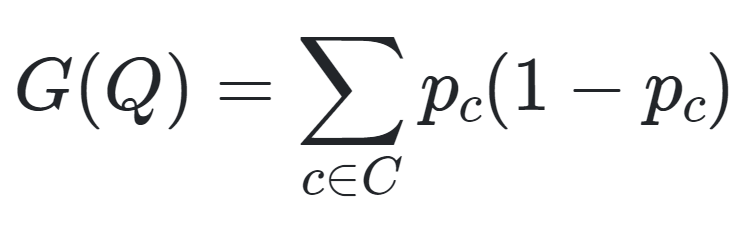 G(Q) = ∑_{c∈C} p_c(1 − p_c)